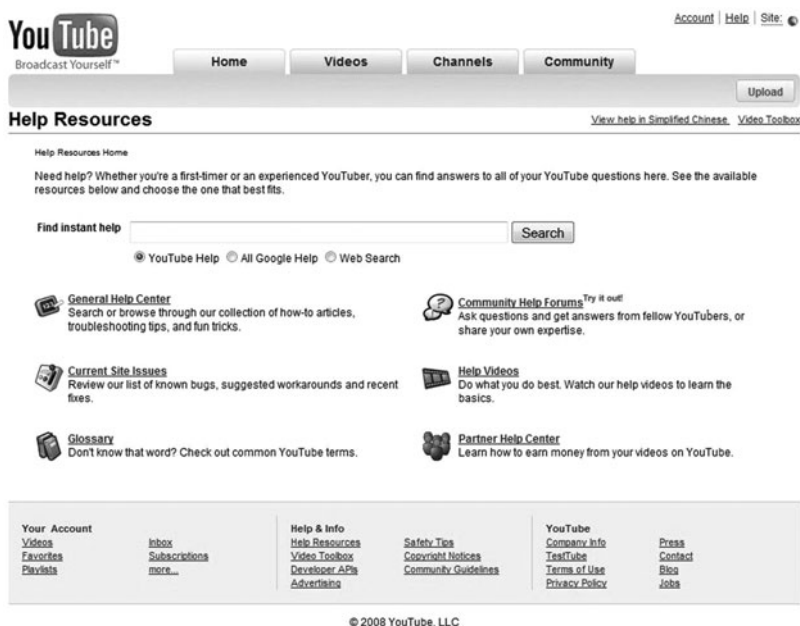 Account | Help | Site:
You Tube
Broadcast Yourself™
Home Videos Channels Community
Upload
Help Resources
View help in Simplified Chinese Video Toolbox
Help Resources Home
Need help? Whether you're a first-timer or an experienced YouTuber, you can find answers to all of your YouTube questions here. See the available
resources below and choose the one that best fits.
Find instant help Search
YouTube Help All Google Help Web Search
General Help Center
Search or browse through our collection of how-to articles,
troubleshooting tips, and fun tricks.
Community Help Forums Try it out!
Ask questions and get answers from fellow YouTubers, or
share your own expertise.
Current Site Issues
Review our list of known bugs, suggested workarounds and recent
fixes.
Help Videos
Do what you do best. Watch our help videos to learn the
basics.
Glossary
Don't know that word? Check out common YouTube terms.
Partner Help Center
Learn how to earn money from your videos on YouTube.
Your Account
Videos Inbox
Favorites Subscriptions
Playlists more...
Help & Info
Help Resources Safety Tips
Video Toolbox Copyright Notices
Developer APIs Community Guidelines
Advertising
YouTube
Company Info Press
TestTube Contact
Terms of Use Blog
Privacy Policy Jobs
© 2008 YouTube, LLC